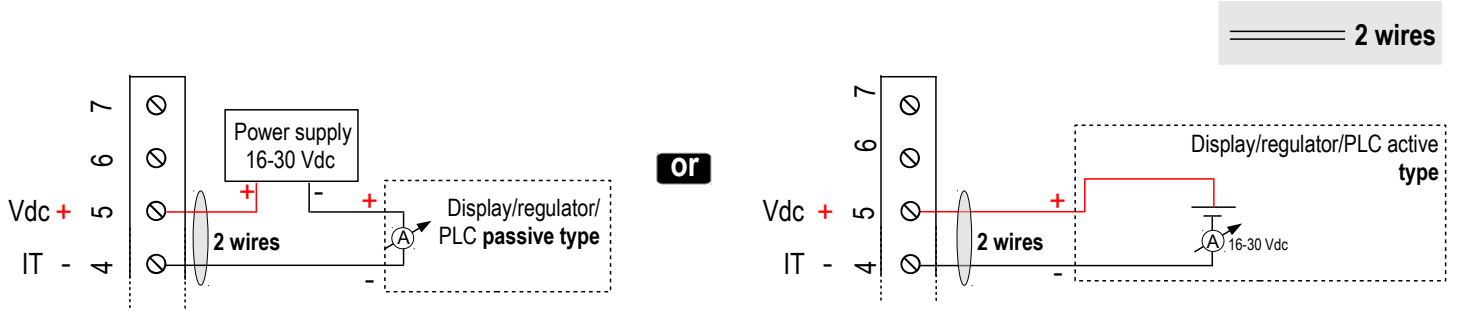 2 wires
7
6
Vdc + 5
IT - 4
Power supply
16-30 Vdc
+
-
+
Display/regulator/
PLC passive type
A
2 wires
-
or
7
6
Vdc + 5
IT - 4
Display/regulator/PLC active
type
+
2 wires
A
16-30 Vdc
-